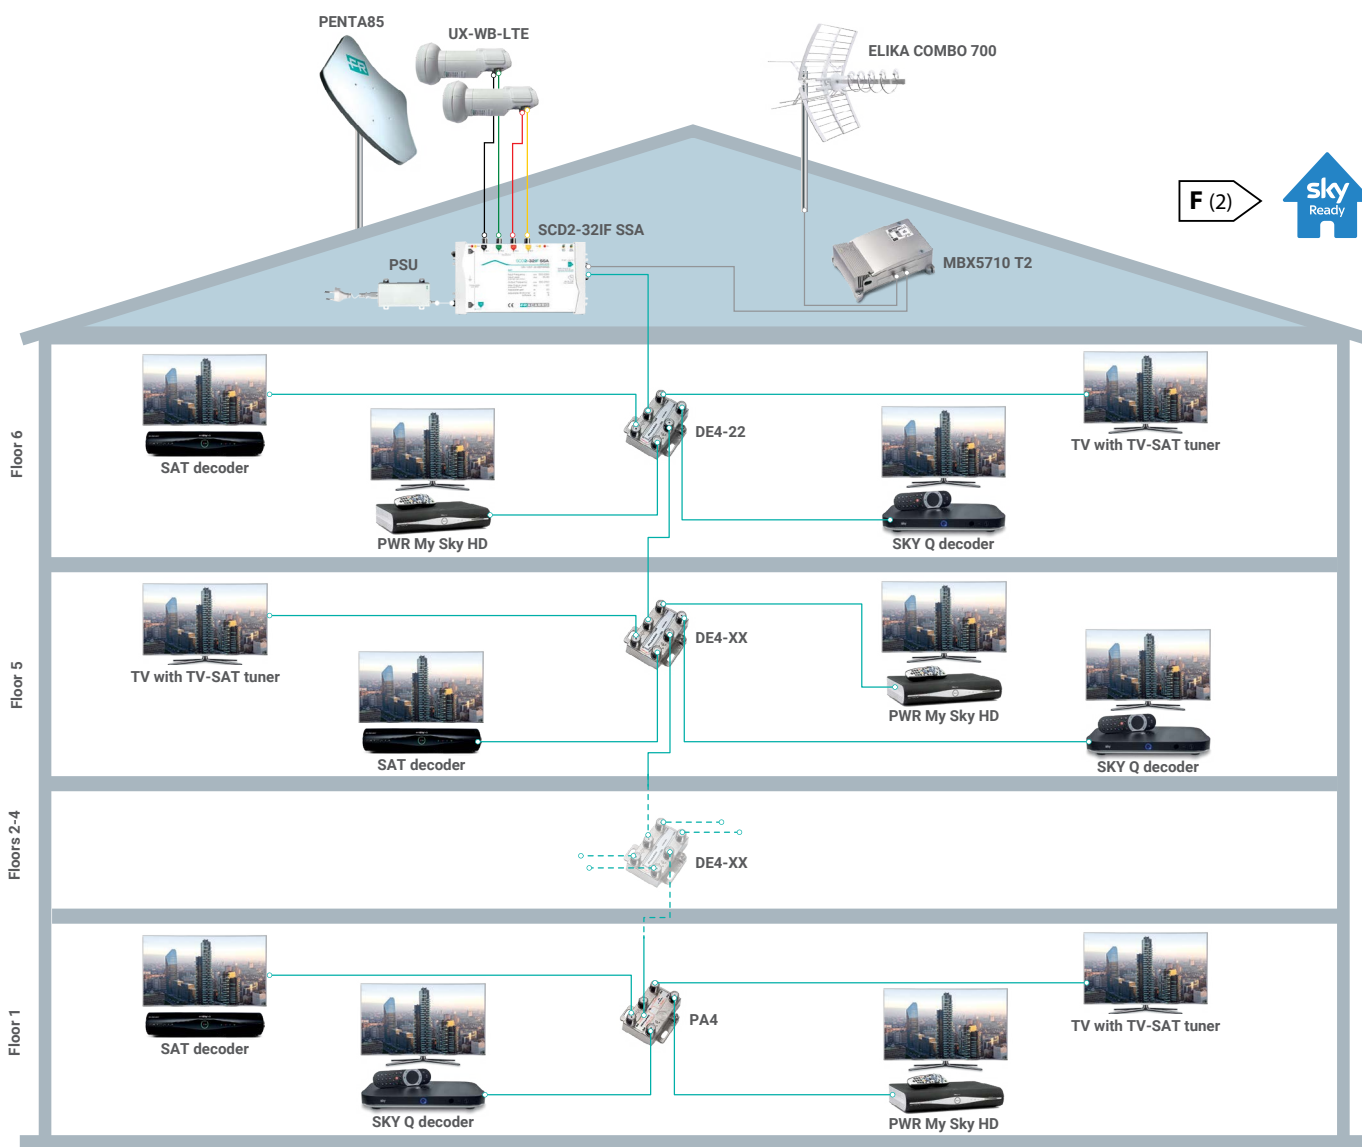 PENTA85
UX-WB-LTE
ELIKA COMBO 700
F (2)
sky
Ready
SCD2-32IF SSA
PSU
MBX5710 T2
Floor 6
SAT decoder
PWR My Sky HD
DE4-22
SKY Q decoder
TV with TV-SAT tuner
Floor 5
TV with TV-SAT tuner
SAT decoder
DE4-XX
PWR My Sky HD
SKY Q decoder
Floors 2-4
DE4-XX
Floor 1
SAT decoder
SKY Q decoder
PA4
PWR My Sky HD
TV with TV-SAT tuner